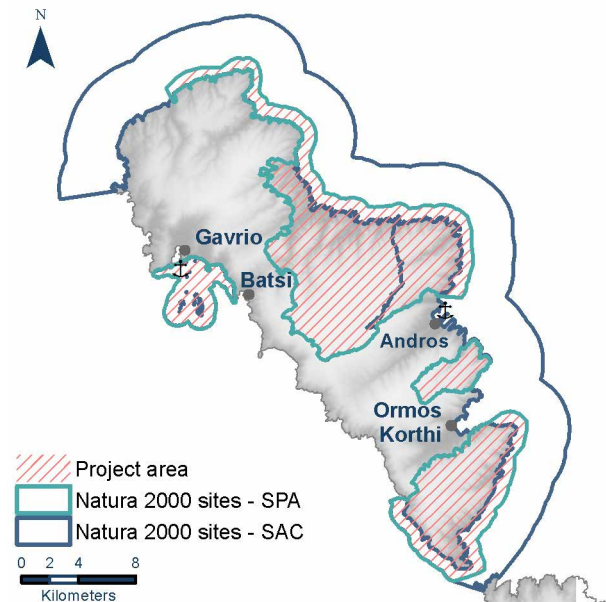 N
Gavrio
Batsi
Andros
Ormos
Korthi
Project area
Natura 2000 sites - SPA
Natura 2000 sites - SAC
0 2 4 8
Kilometers